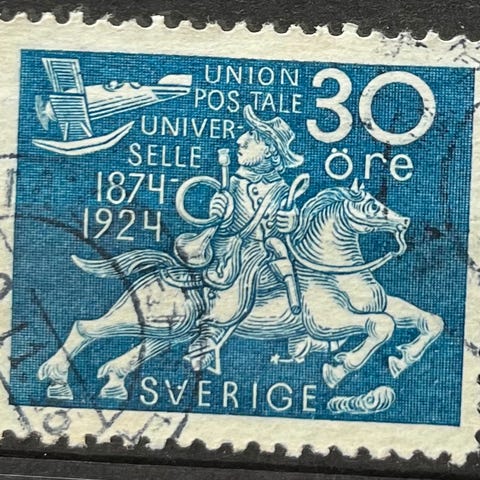 UNION
POSTALE
UNIVER-
SELLE
1874-
1924
30
öre
SVERIGE